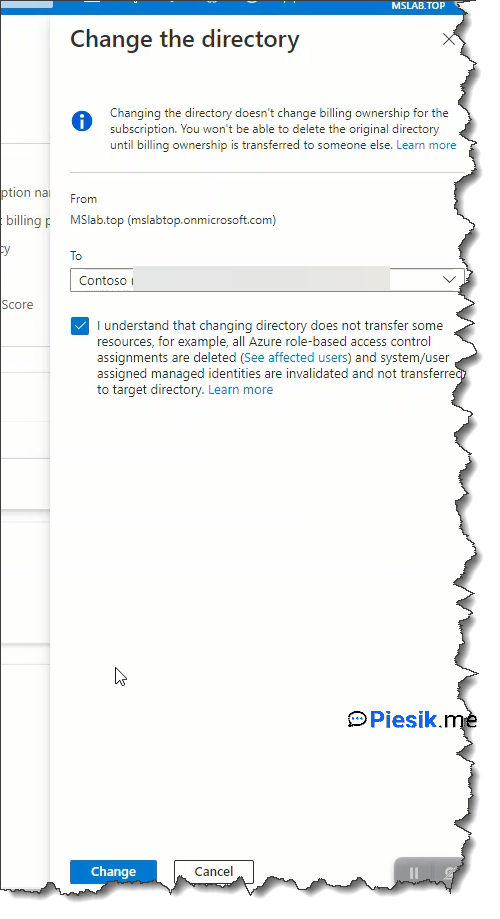 MSLAB.TOP
Change the directory
Changing the directory doesn't change billing ownership for the
subscription. You won't be able to delete the original directory
until billing ownership is transferred to someone else. Learn more
ption nam
From
MSlab.top (mslabtop.onmicrosoft.com)
t billing p
cy
To
Contoso (
Score
I understand that changing directory does not transfer some
resources, for example, all Azure role-based access control
assignments are deleted (See affected users) and system/user
assigned managed identities are invalidated and not transferred
to target directory. Learn more
Piesik.me
Change
Cancel